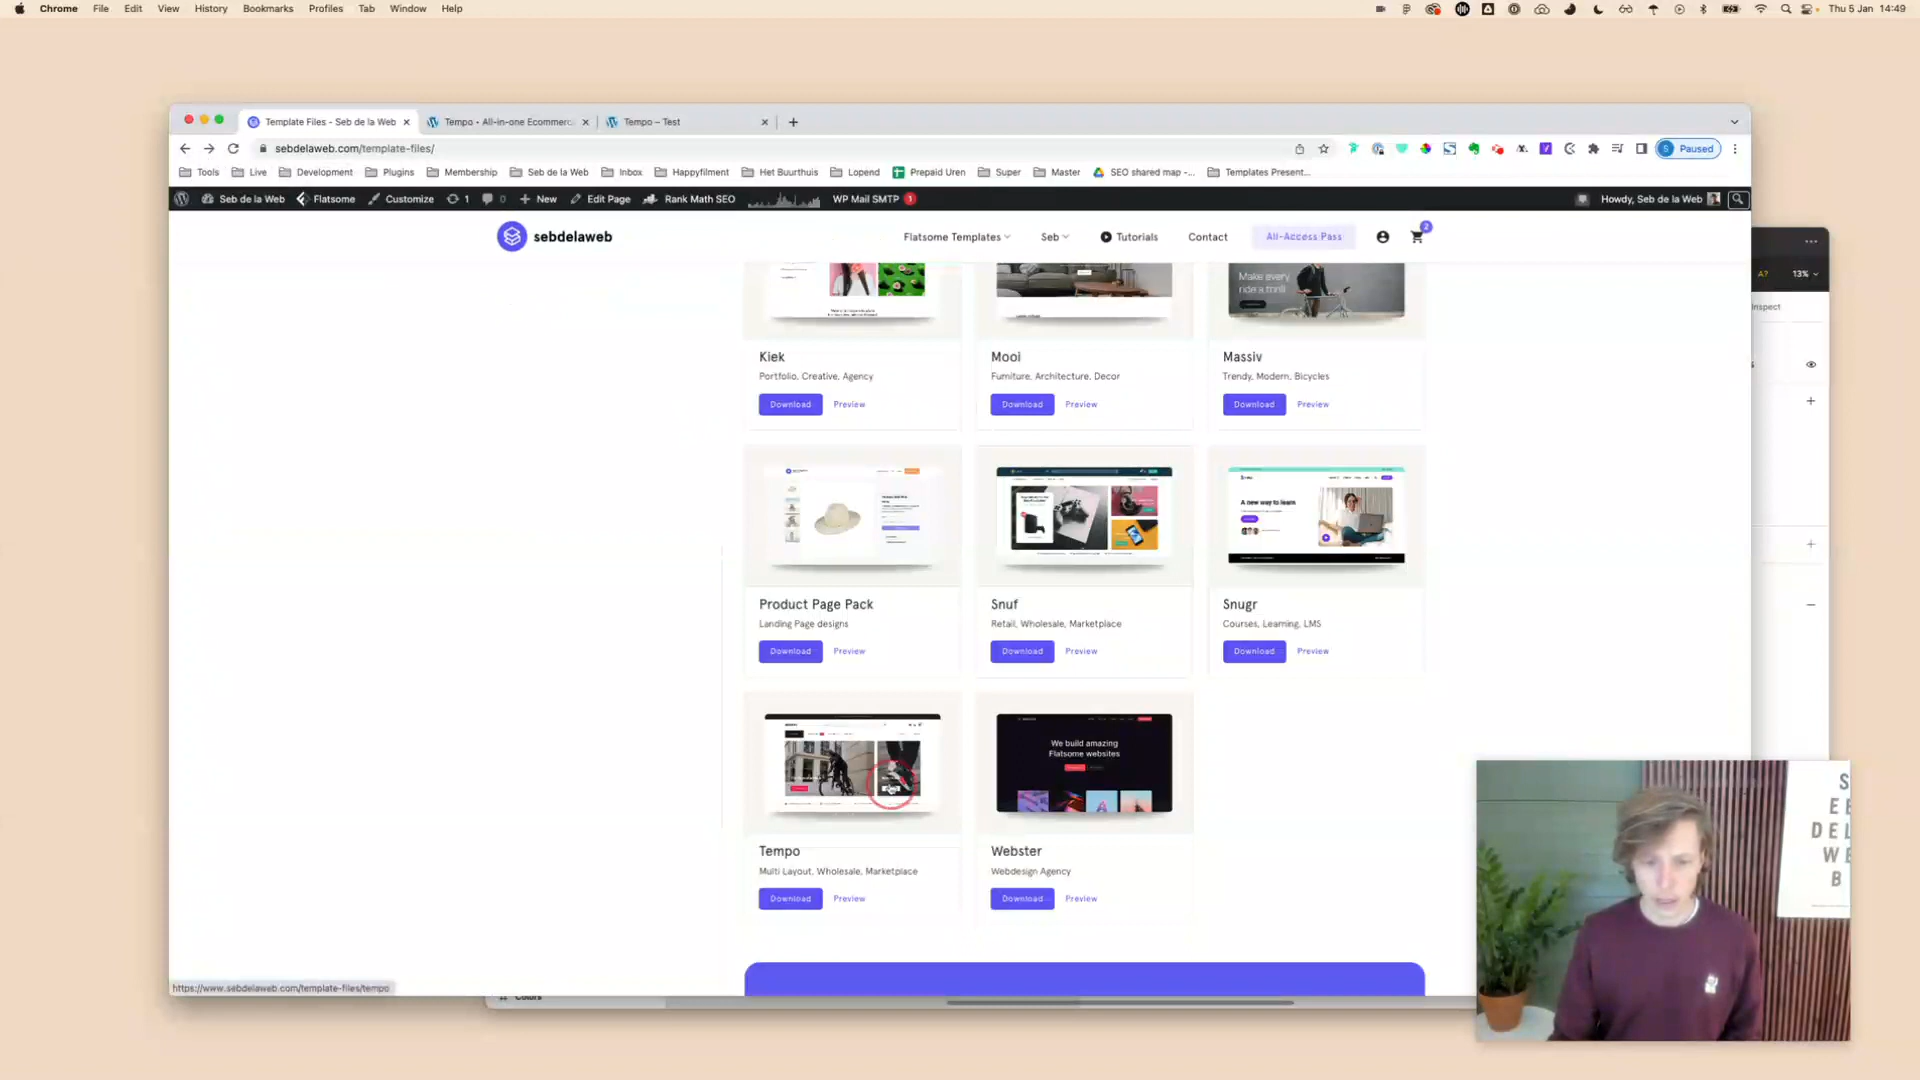 Chrome File Edit View History Bookmarks Profiles Tab Window Help
Thu 5 Jan 14:49
Template Files - Seb de la Web
Tempo - All-in-one Ecommerc
Tempo – Test
sebdelaweb.com/template-files/
Paused
Tools Live Development Plugins Membership Seb de la Web Inbox Happyfilment Het Buurthuis Lopend Prepaid Uren Super Master SEO shared map -... Templates Present...
Seb de la Web Flatsome Customize 1 0 New Edit Page Rank Math SEO WP Mail SMTP 1
Howdy, Seb de la Web
sebdelaweb
Flatsome Templates Seb Tutorials Contact All-Access Pass 2
A? 13%
Inspect
Make every
ride a thrill
Kiek
Portfolio, Creative, Agency
Download Preview
Mooi
Furniture, Architecture, Decor
Download Preview
Massiv
Trendy, Modern, Bicycles
Download Preview
A new way to learn
Product Page Pack
Landing Page designs
Download Preview
Snuf
Retail, Wholesale, Marketplace
Download Preview
Snugr
Courses, Learning, LMS
Download Preview
We build amazing
Flatsome websites
Tempo
Multi Layout, Wholesale, Marketplace
Download Preview
Webster
Webdesign Agency
Download Preview
https://www.sebdelaweb.com/template-files/tempo
Colors
S
E E
D E L
W E
B